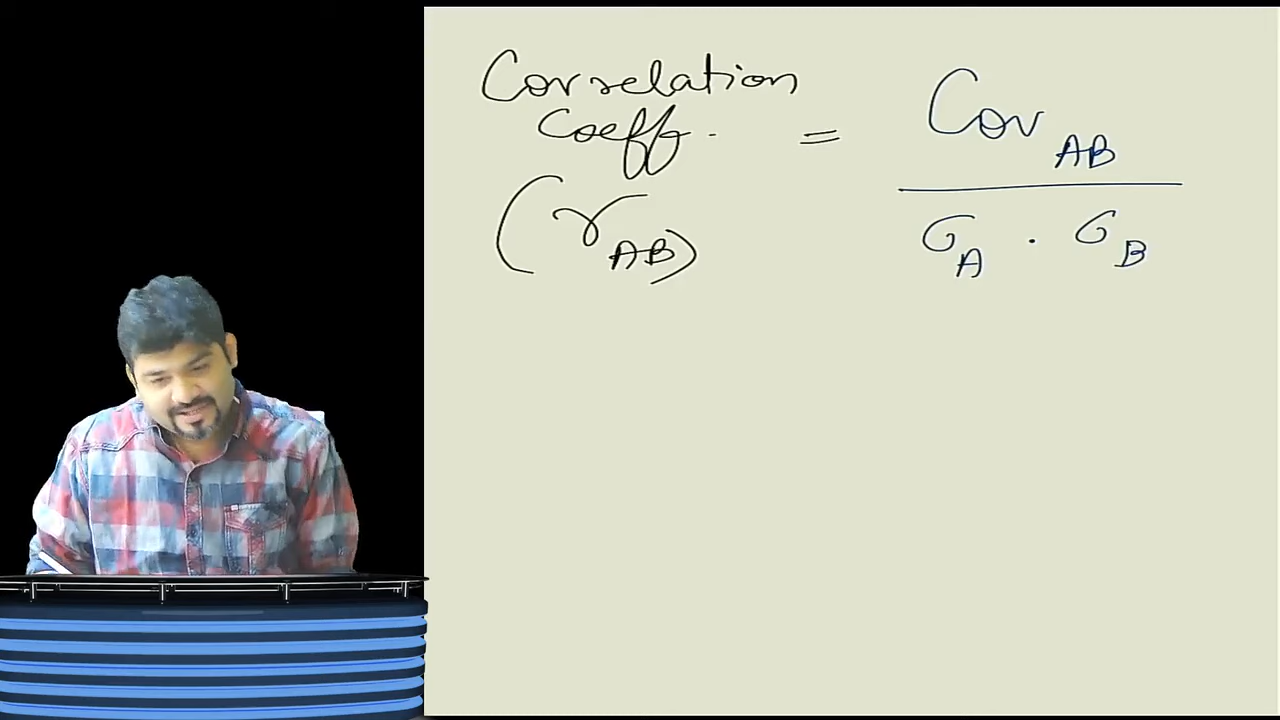 Correlation
Coeff.
(r_AB)
=
Cov_AB
σ_A . σ_B